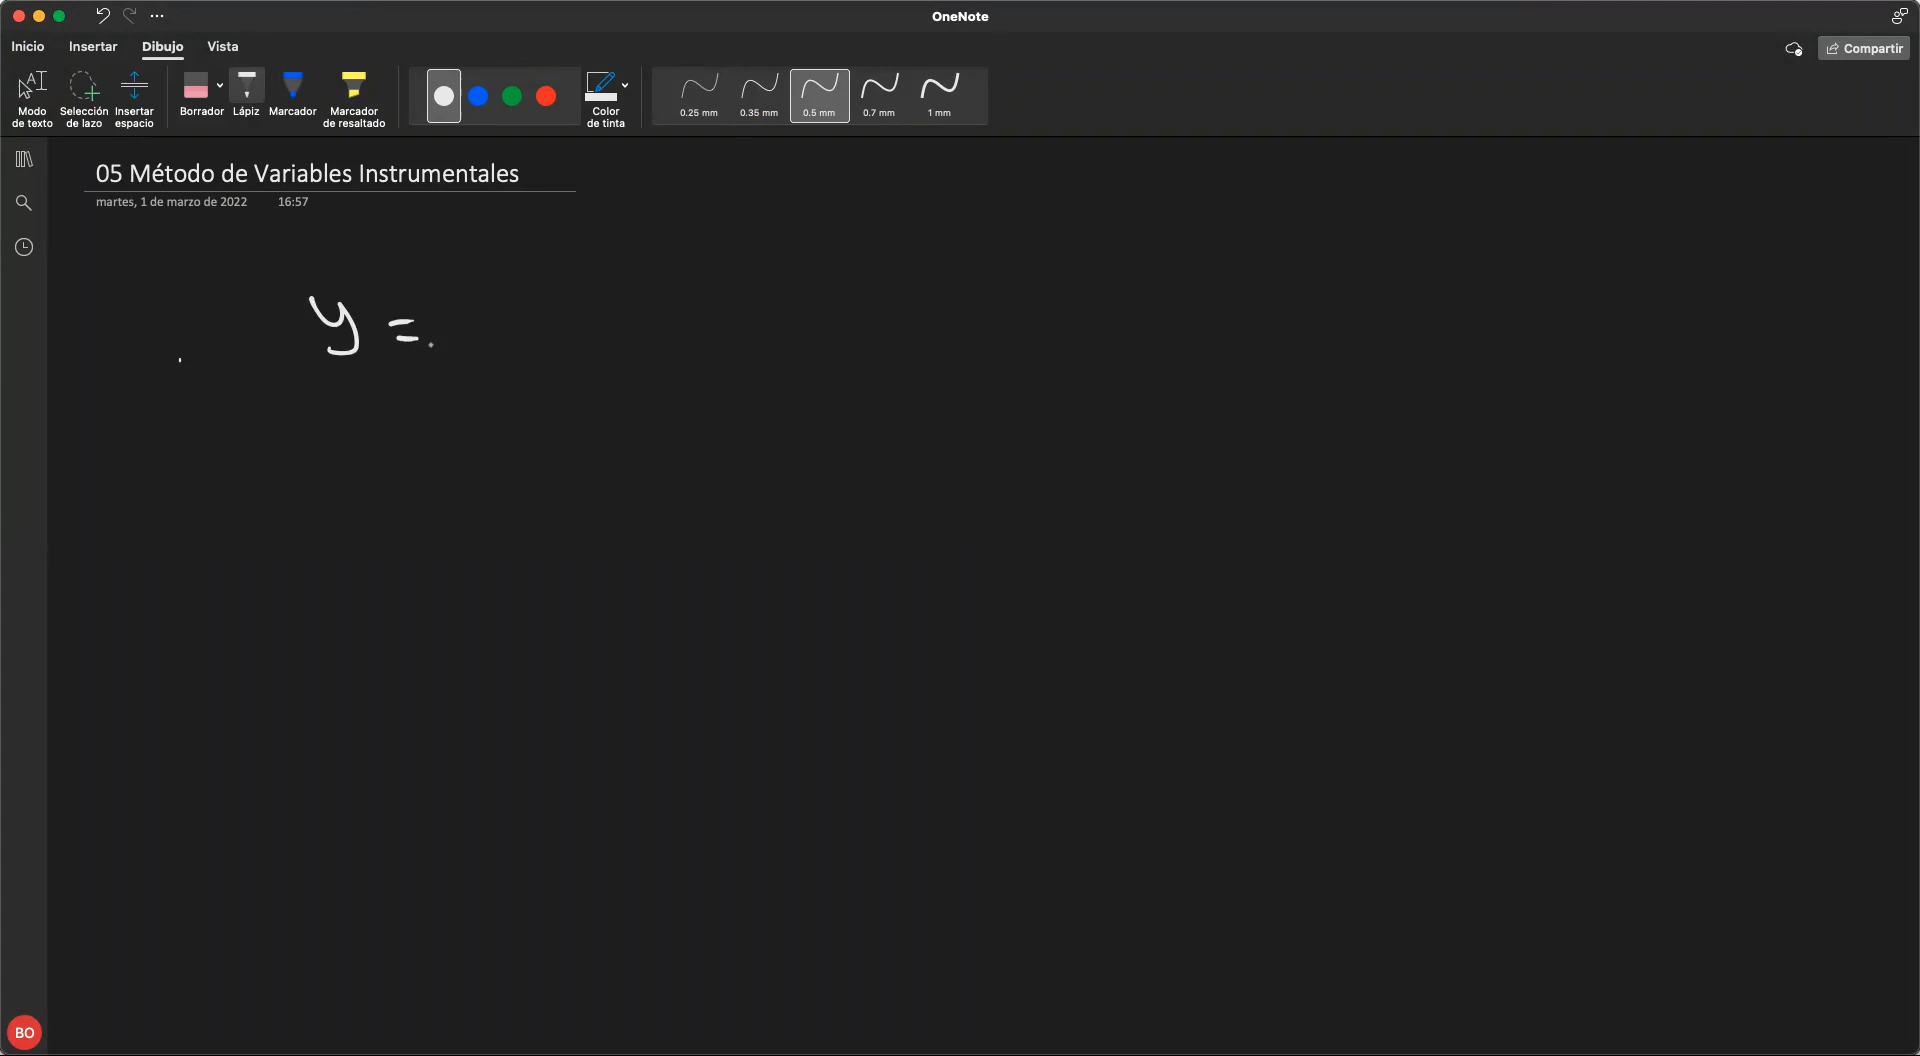 OneNote
Inicio Insertar Dibujo Vista
Compartir
Modo de texto
Selección de lazo
Insertar espacio
Borrador
Lápiz
Marcador
Marcador de resaltado
Color de tinta
0.25 mm
0.35 mm
0.5 mm
0.7 mm
1 mm
05 Método de Variables Instrumentales
martes, 1 de marzo de 2022 16:57
y =
BO